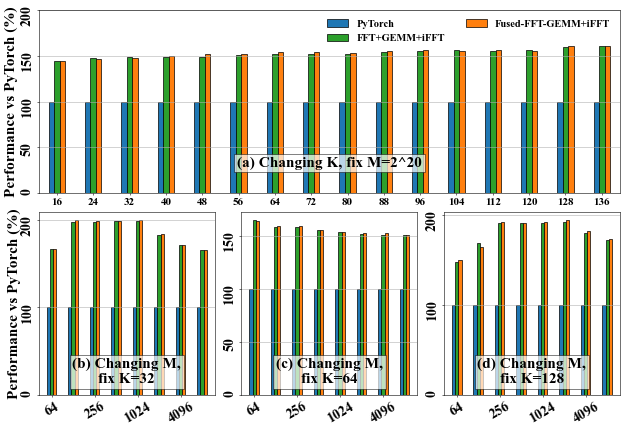 Performance vs PyTorch (%)
200
150
100
50
0
PyTorch
FFT+GEMM+iFFT
Fused-FFT-GEMM+iFFT
(a) Changing K, fix M=2^20
16 24 32 40 48 56 64 72 80 88 96 104 112 120 128 136
Performance vs PyTorch (%)
200
100
0
(b) Changing M,
fix K=32
64 256 1024 4096
150
100
50
0
(c) Changing M,
fix K=64
64 256 1024 4096
200
100
0
(d) Changing M,
fix K=128
64 256 1024 4096